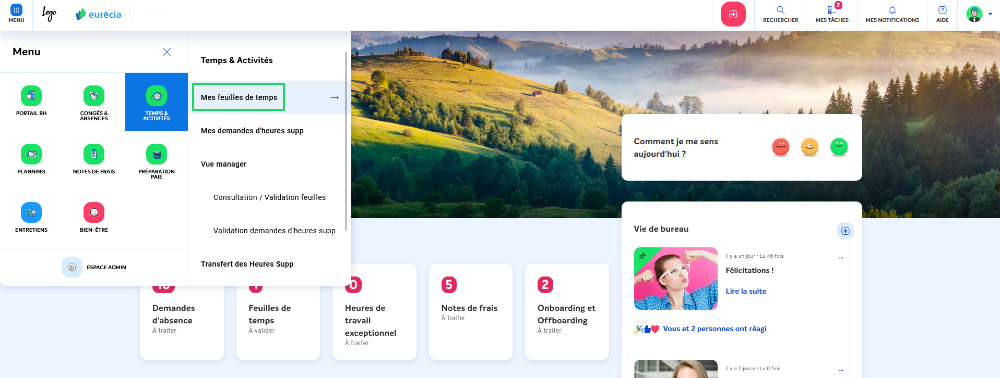 MENU
Logo
eurécia
RECHERCHER
2
MES TÂCHES
MES NOTIFICATIONS
AIDE
Menu
PORTAIL RH
CONGÉS &
ABSENCES
TEMPS &
ACTIVITÉS
PLANNING
NOTES DE FRAIS
PRÉPARATION
PAIE
ENTRETIENS
BIEN-ÊTRE
ESPACE ADMIN
Temps & Activités
Mes feuilles de temps →
Mes demandes d'heures supp
Vue manager
Consultation / Validation feuilles
Validation demandes d'heures supp
Transfert des Heures Supp
Comment je me sens
aujourd'hui ?
Demandes
d'absence
À traiter
Feuilles de
temps
À valider
0
Heures de
travail
exceptionnel
À traiter
5
Notes de frais
À traiter
2
Onboarding et
Offboarding
À traiter
Vie de bureau
il y a un jour • Lu 46 fois
Félicitations !
Lire la suite
Vous et 2 personnes ont réagi
il y a 2 jours • Lu 0 fois